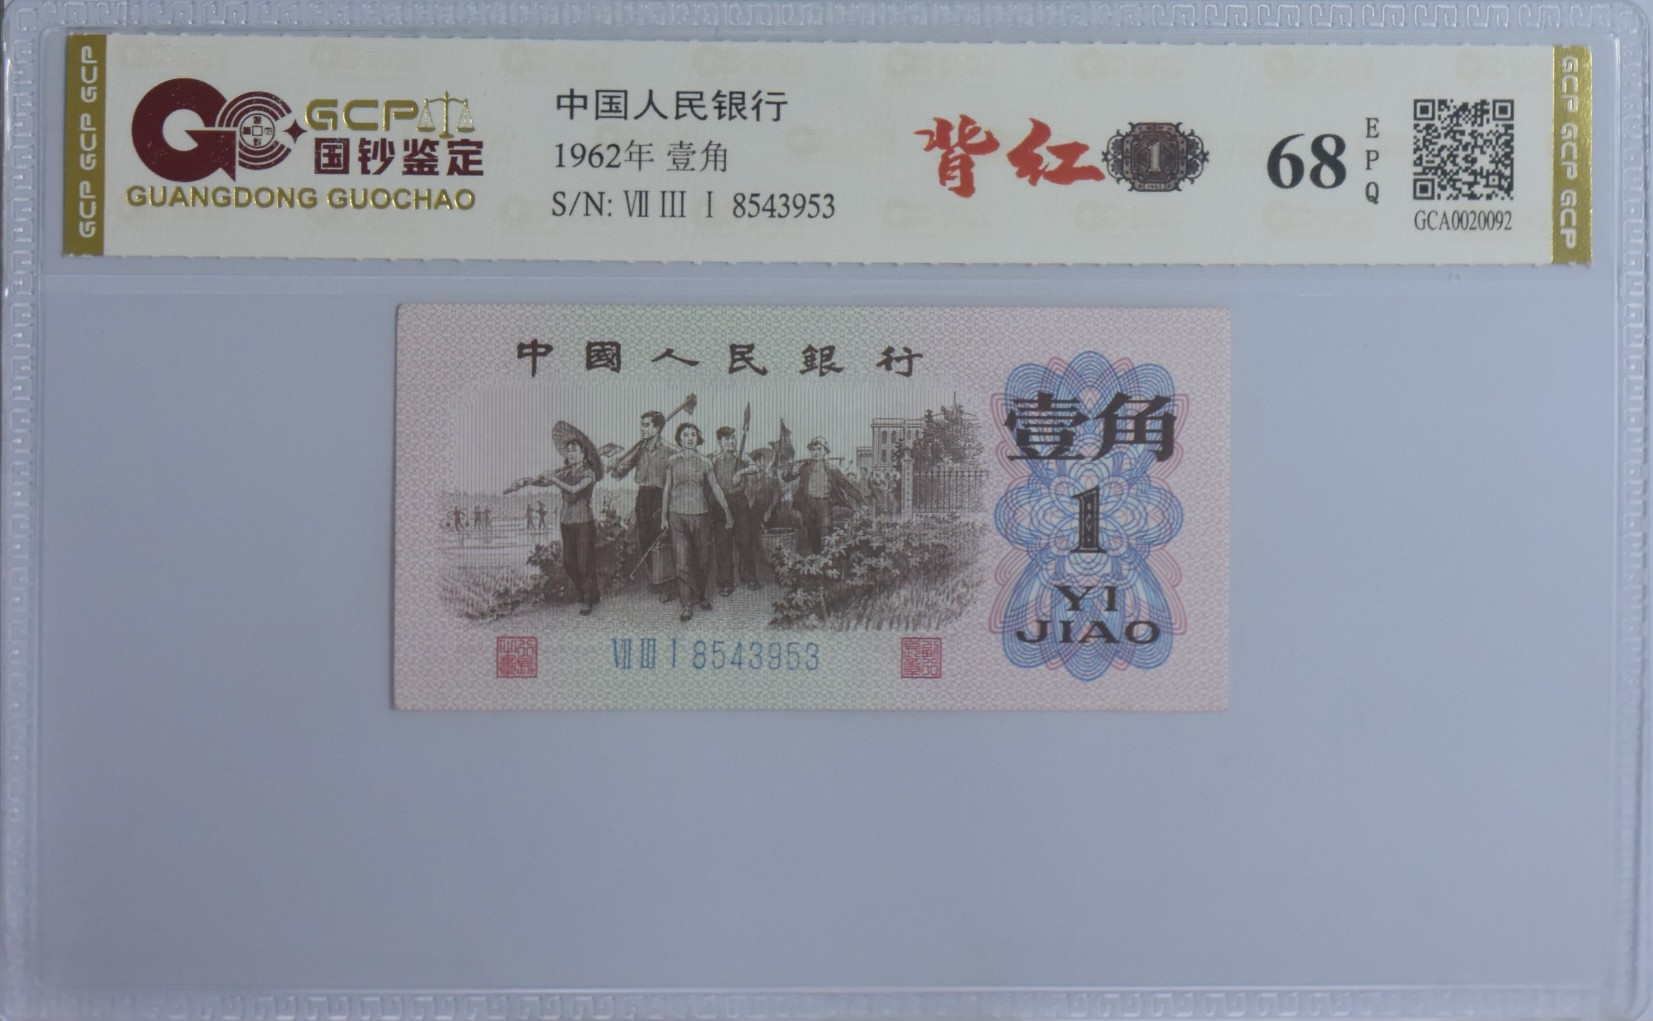 GCP GCP GCP
GCP
国钞鉴定
GUANGDONG GUOCHAO
中国人民银行
1962年 壹角
S/N: Ⅶ Ⅲ Ⅰ 8543953
背红
1
68
EPQ
GCA0020092
GCP GCP GCP
中國人民銀行
壹角
1
YI
JIAO
Ⅶ Ⅲ Ⅰ 8543953